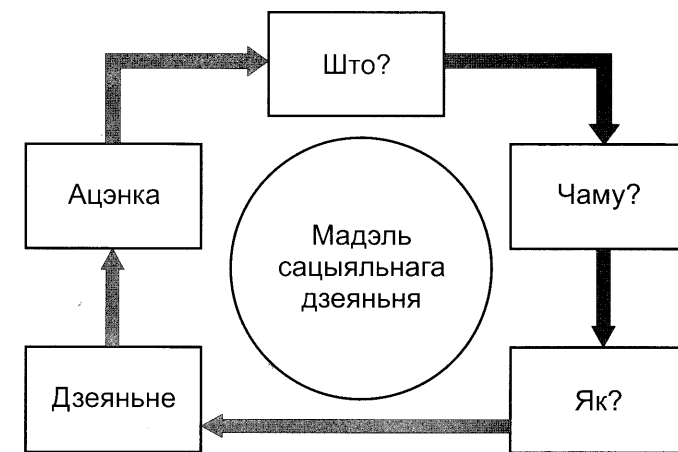 Што?
Ацэнка
Чаму?
Мадэль
сацыяльнага
дзеяньня
Дзеяньне
Як?